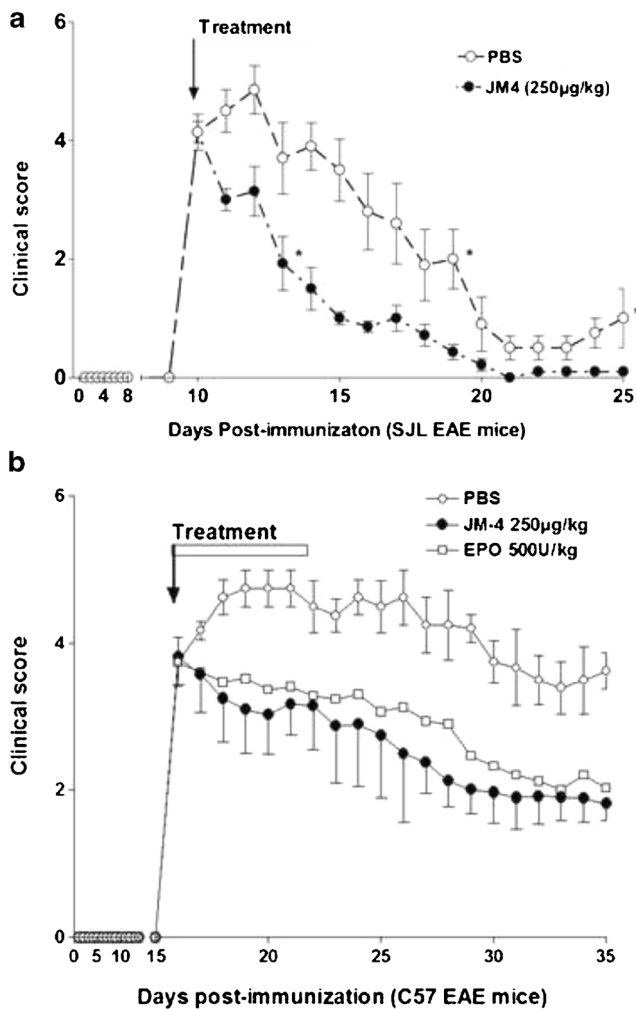 a
6
4
2
0
Clinical score
Treatment
PBS
JM4 (250µg/kg)
*
*
*
0 4 8 10 15 20 25
Days Post-immunizaton (SJL EAE mice)
b
6
4
2
0
Clinical score
Treatment
PBS
JM-4 250µg/kg
EPO 500U/kg
0 5 10 15 20 25 30 35
Days post-immunization (C57 EAE mice)